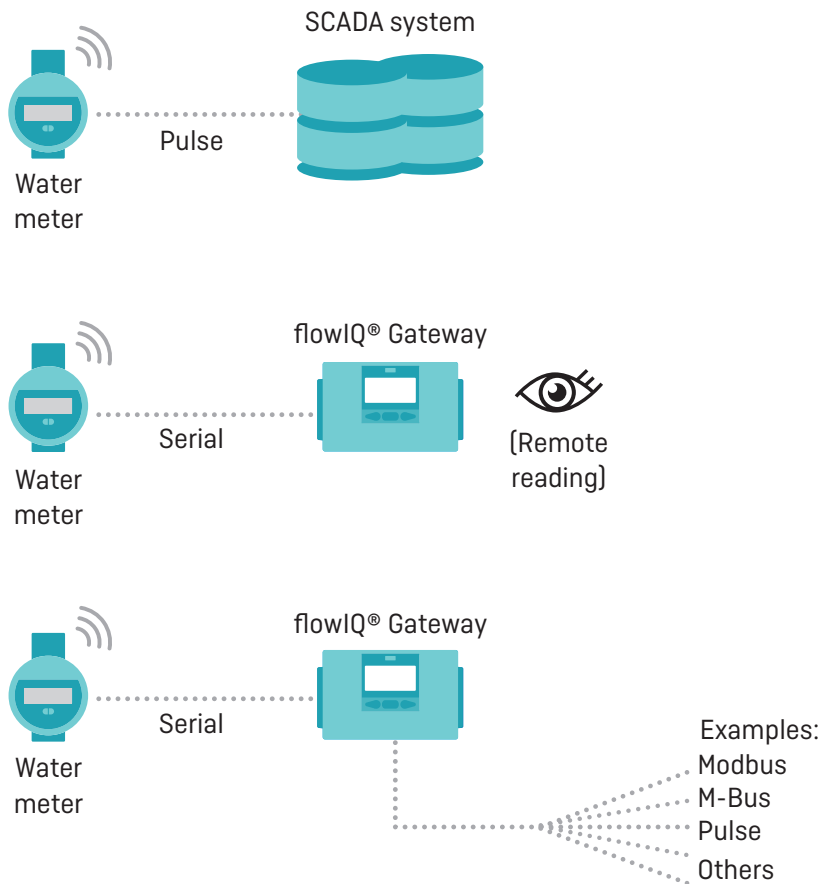 SCADA system
Pulse
Water
meter
flowIQ® Gateway
Serial
(Remote
reading)
Water
meter
flowIQ® Gateway
Serial
Water
meter
Examples:
Modbus
M-Bus
Pulse
Others